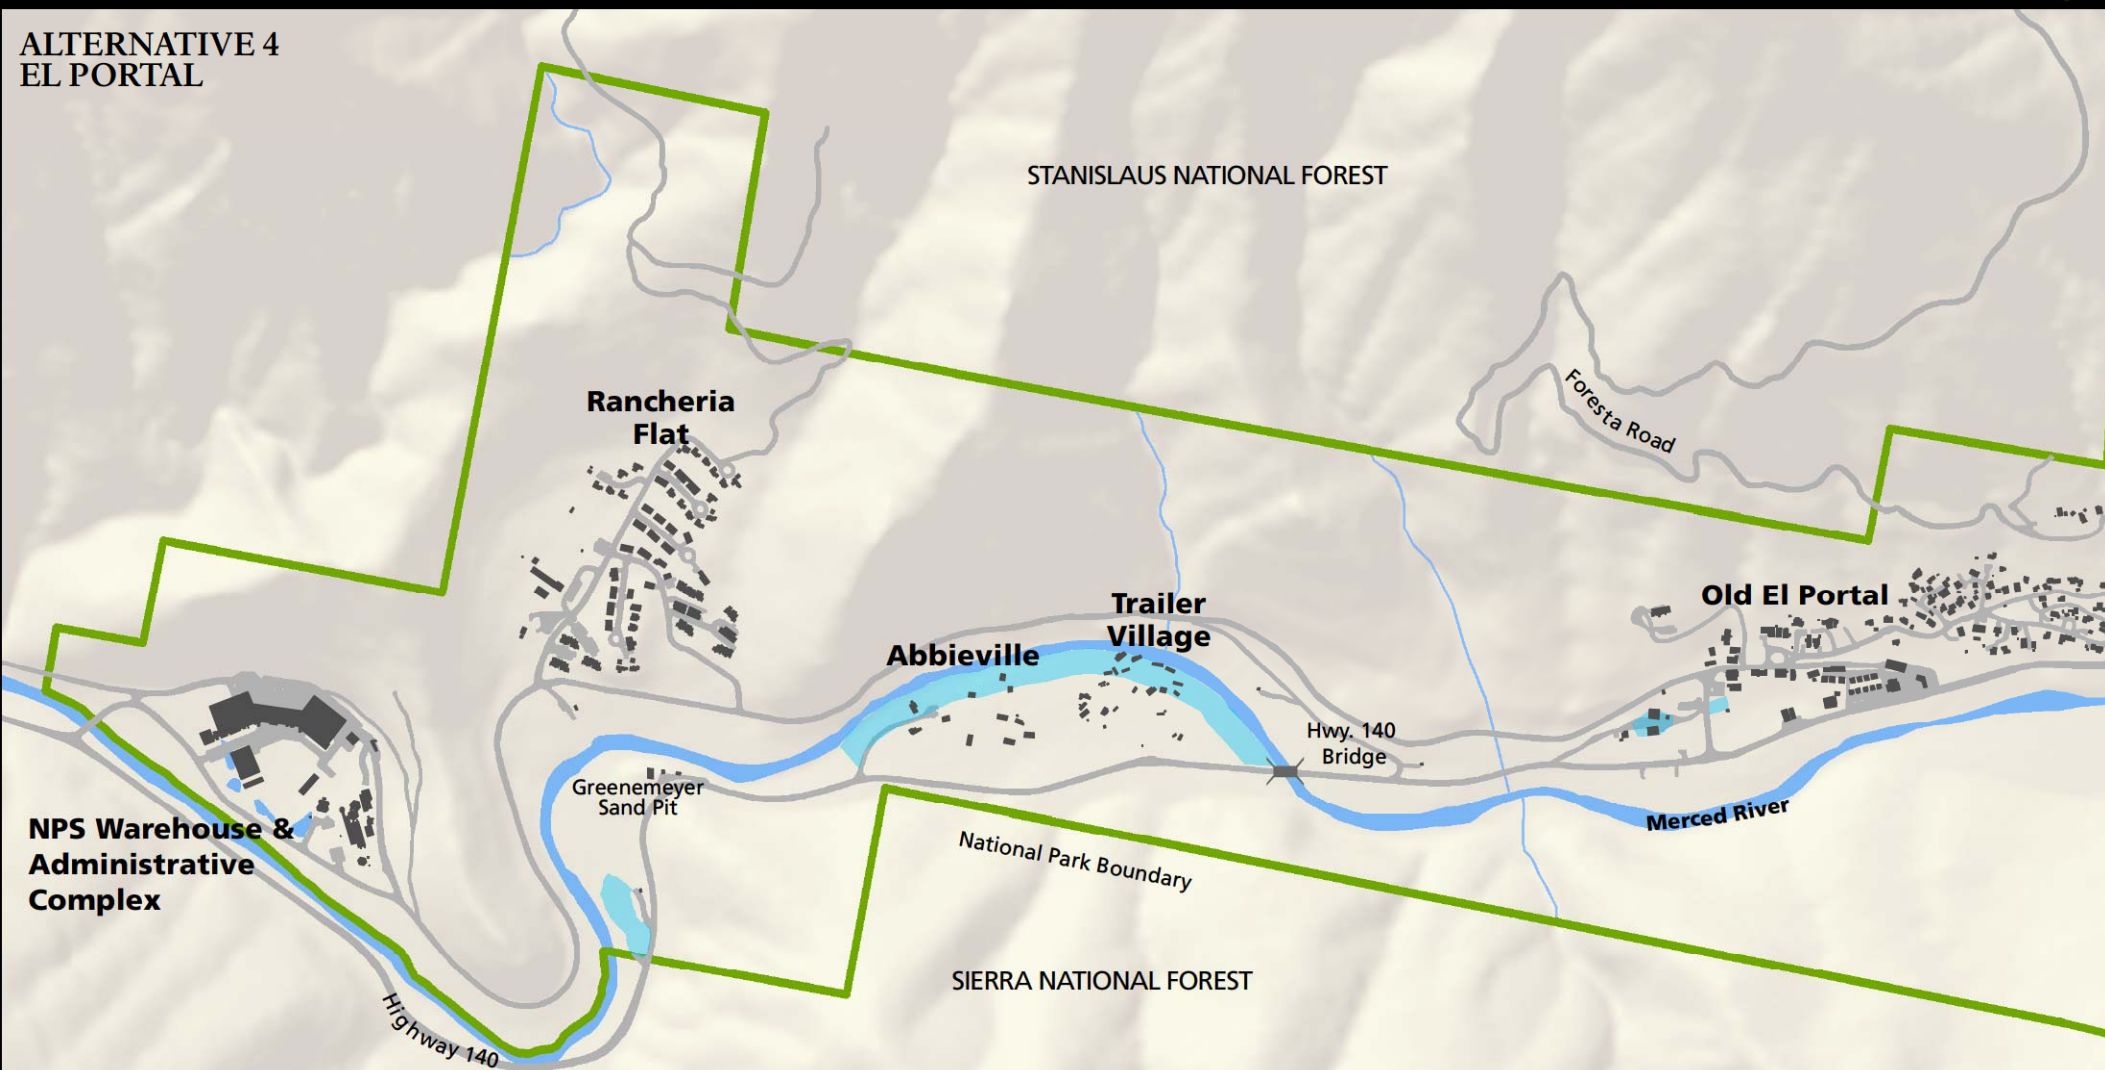 ALTERNATIVE 4
EL PORTAL
STANISLAUS NATIONAL FOREST
Rancheria
Flat
Foresta Road
Old El Portal
Trailer
Village
Abbieville
Hwy. 140
Bridge
Greenemeyer
Sand Pit
Merced River
NPS Warehouse &
Administrative
Complex
National Park Boundary
SIERRA NATIONAL FOREST
Highway 140